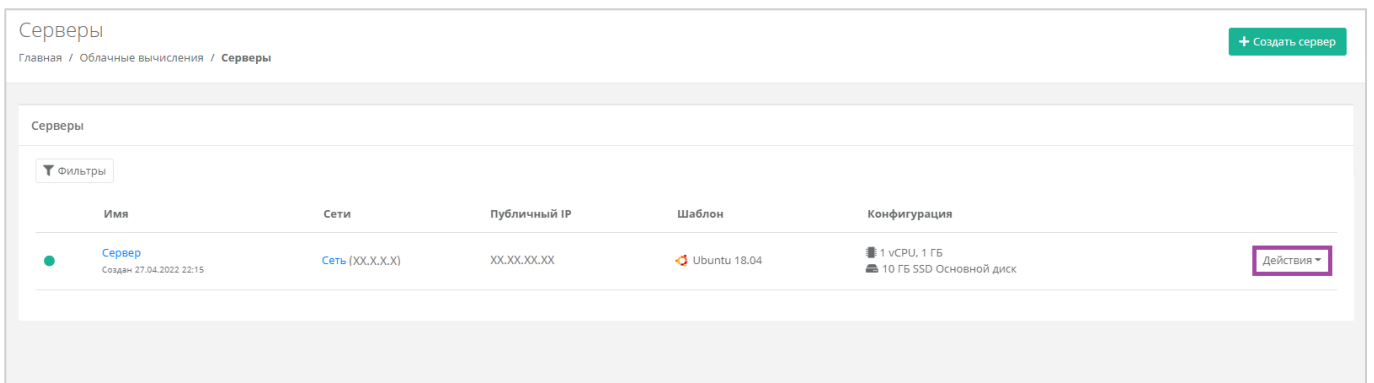 Серверы
Главная / Облачные вычисления / Серверы
+ Создать сервер
Серверы
Фильтры
Имя Сети Публичный IP Шаблон Конфигурация
Сервер
Создан 27.04.2022 22:15
Сеть (XX.X.X.X)
XX.XX.XX.XX
Ubuntu 18.04
1 vCPU, 1 ГБ
10 ГБ SSD Основной диск
Действия